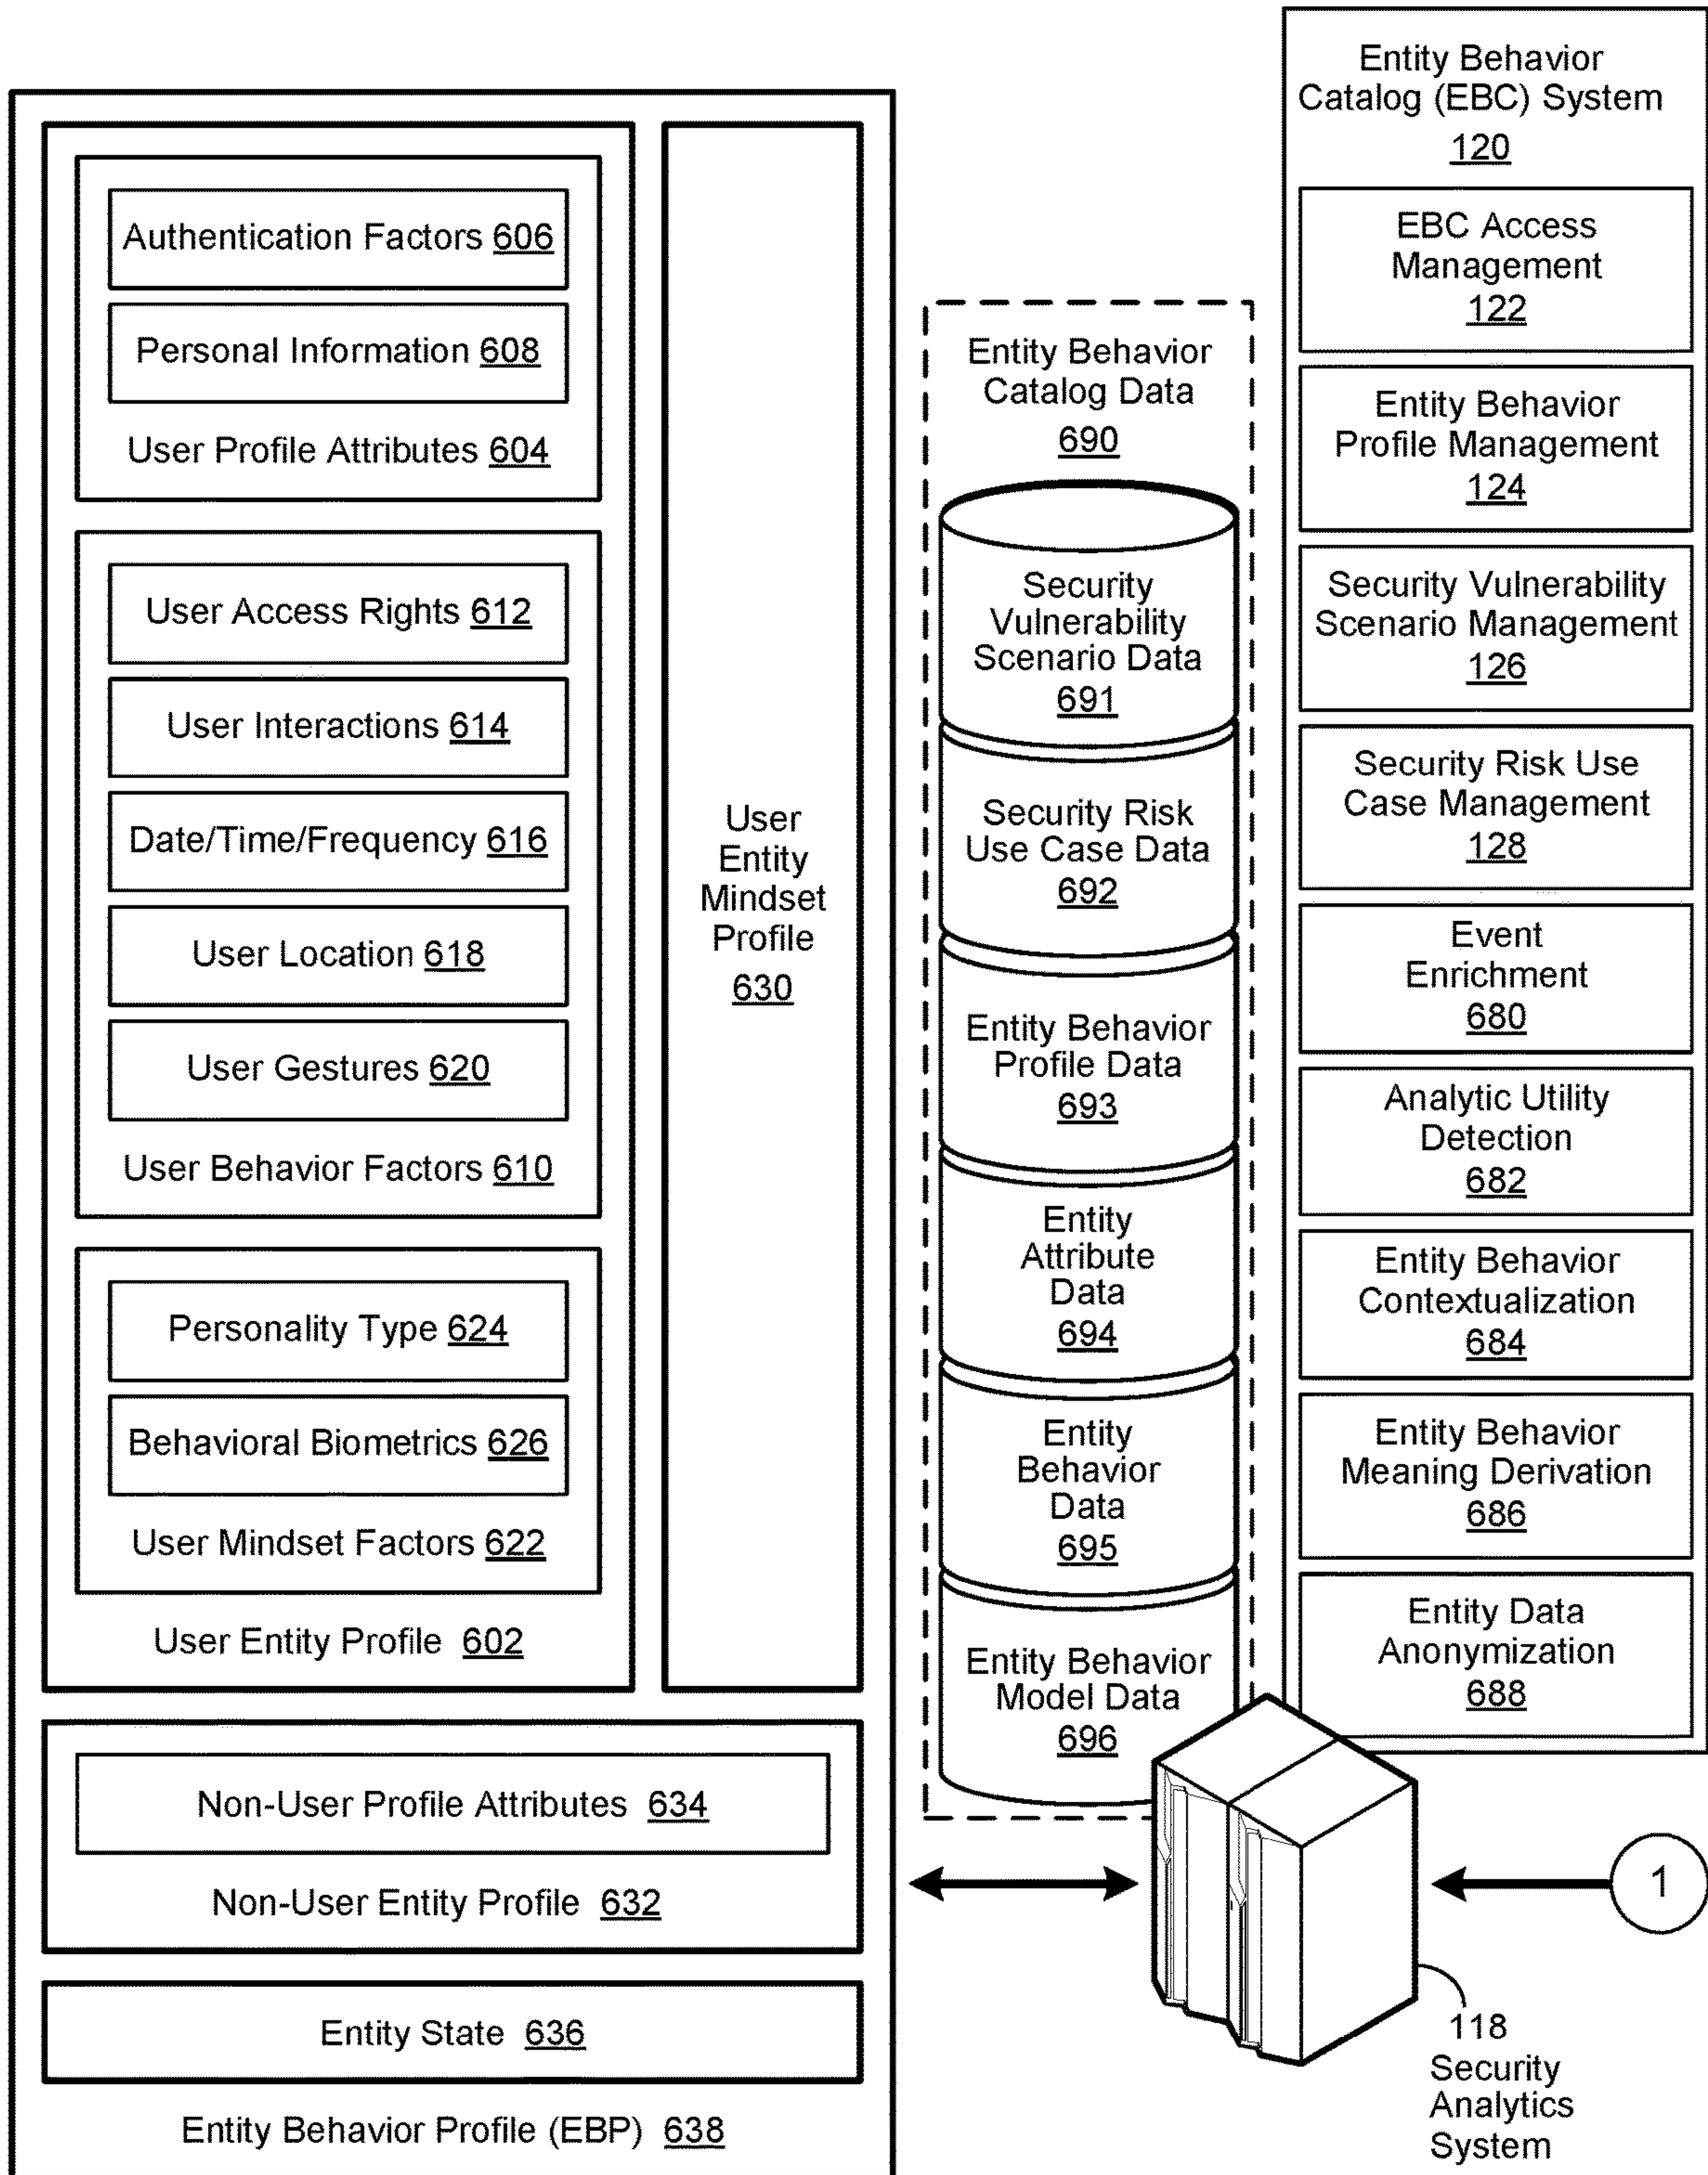 Authentication Factors 606
Personal Information 608
User Profile Attributes 604
User Access Rights 612
User Interactions 614
Date/Time/Frequency 616
User Location 618
User Gestures 620
User Behavior Factors 610
Personality Type 624
Behavioral Biometrics 626
User Mindset Factors 622
User Entity Profile 602
User
Entity
Mindset
Profile
630
Non-User Profile Attributes 634
Non-User Entity Profile 632
Entity State 636
Entity Behavior Profile (EBP) 638
Entity Behavior
Catalog Data
690
Security
Vulnerability
Scenario Data
691
Security Risk
Use Case Data
692
Entity Behavior
Profile Data
693
Entity
Attribute
Data
694
Entity
Behavior
Data
695
Entity Behavior
Model Data
696
Entity Behavior
Catalog (EBC) System
120
EBC Access
Management
122
Entity Behavior
Profile Management
124
Security Vulnerability
Scenario Management
126
Security Risk Use
Case Management
128
Event
Enrichment
680
Analytic Utility
Detection
682
Entity Behavior
Contextualization
684
Entity Behavior
Meaning Derivation
686
Entity Data
Anonymization
688
1
118
Security
Analytics
System